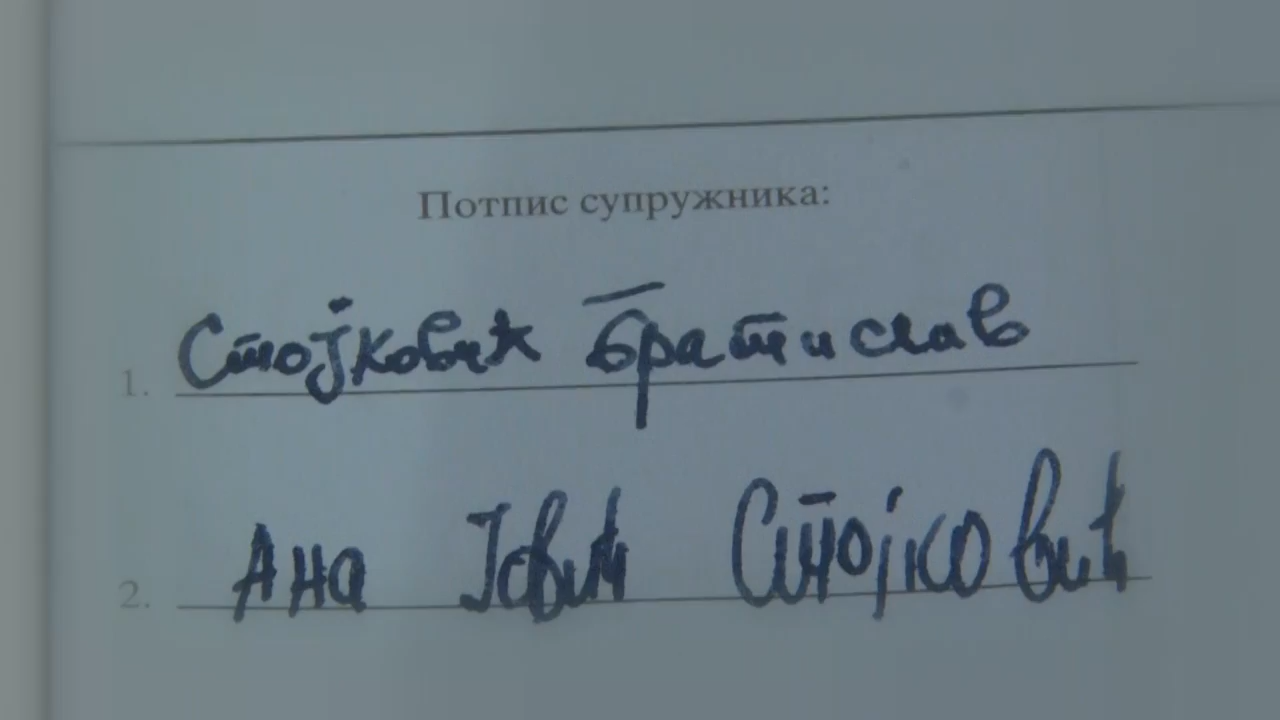 Потпис супружника:
1. Стојковић Братислав
2. Ана Јовић Стојковић